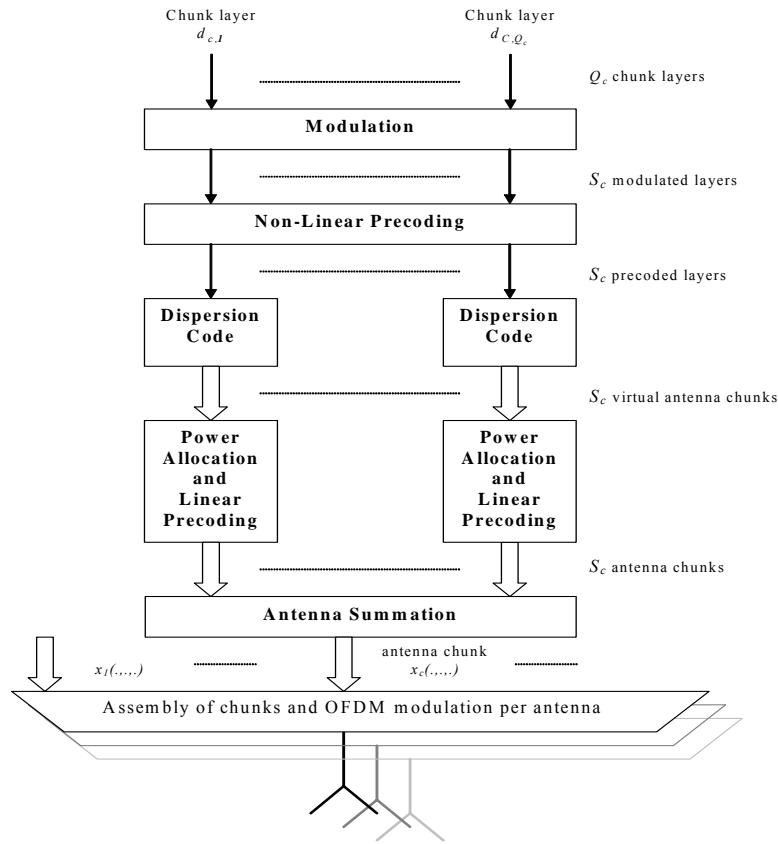 Chunk layer Chunk layer
d_{c,1} d_{C,Q_c}
Q_c chunk layers
Modulation
S_c modulated layers
Non-Linear Precoding
S_c precoded layers
Dispersion Code Dispersion Code
S_c virtual antenna chunks
Power Allocation and Linear Precoding Power Allocation and Linear Precoding
S_c antenna chunks
Antenna Summation
antenna chunk
x_1(.,.,.) x_c(.,.,.)
Assembly of chunks and OFDM modulation per antenna